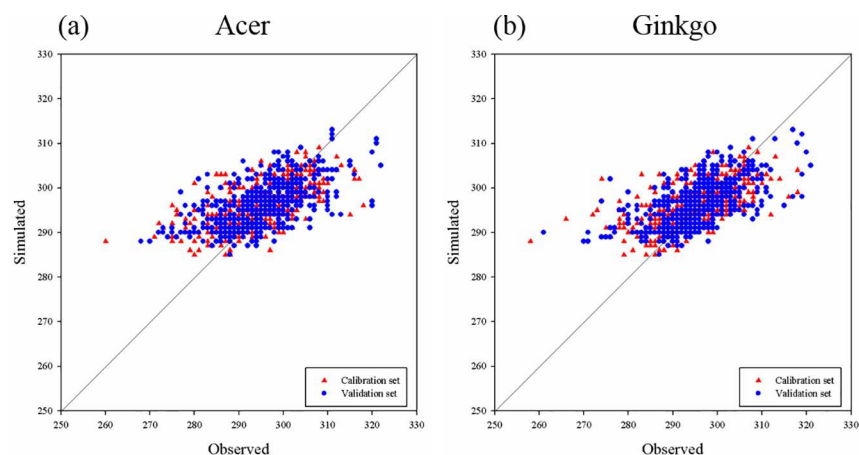 (a) Acer
(b) Ginkgo
330
320
310
300
290
280
270
260
250
Simulated
250 260 270 280 290 300 310 320 330
Observed
Calibration set
Validation set
330
320
310
300
290
280
270
260
250
Simulated
250 260 270 280 290 300 310 320 330
Observed
Calibration set
Validation set